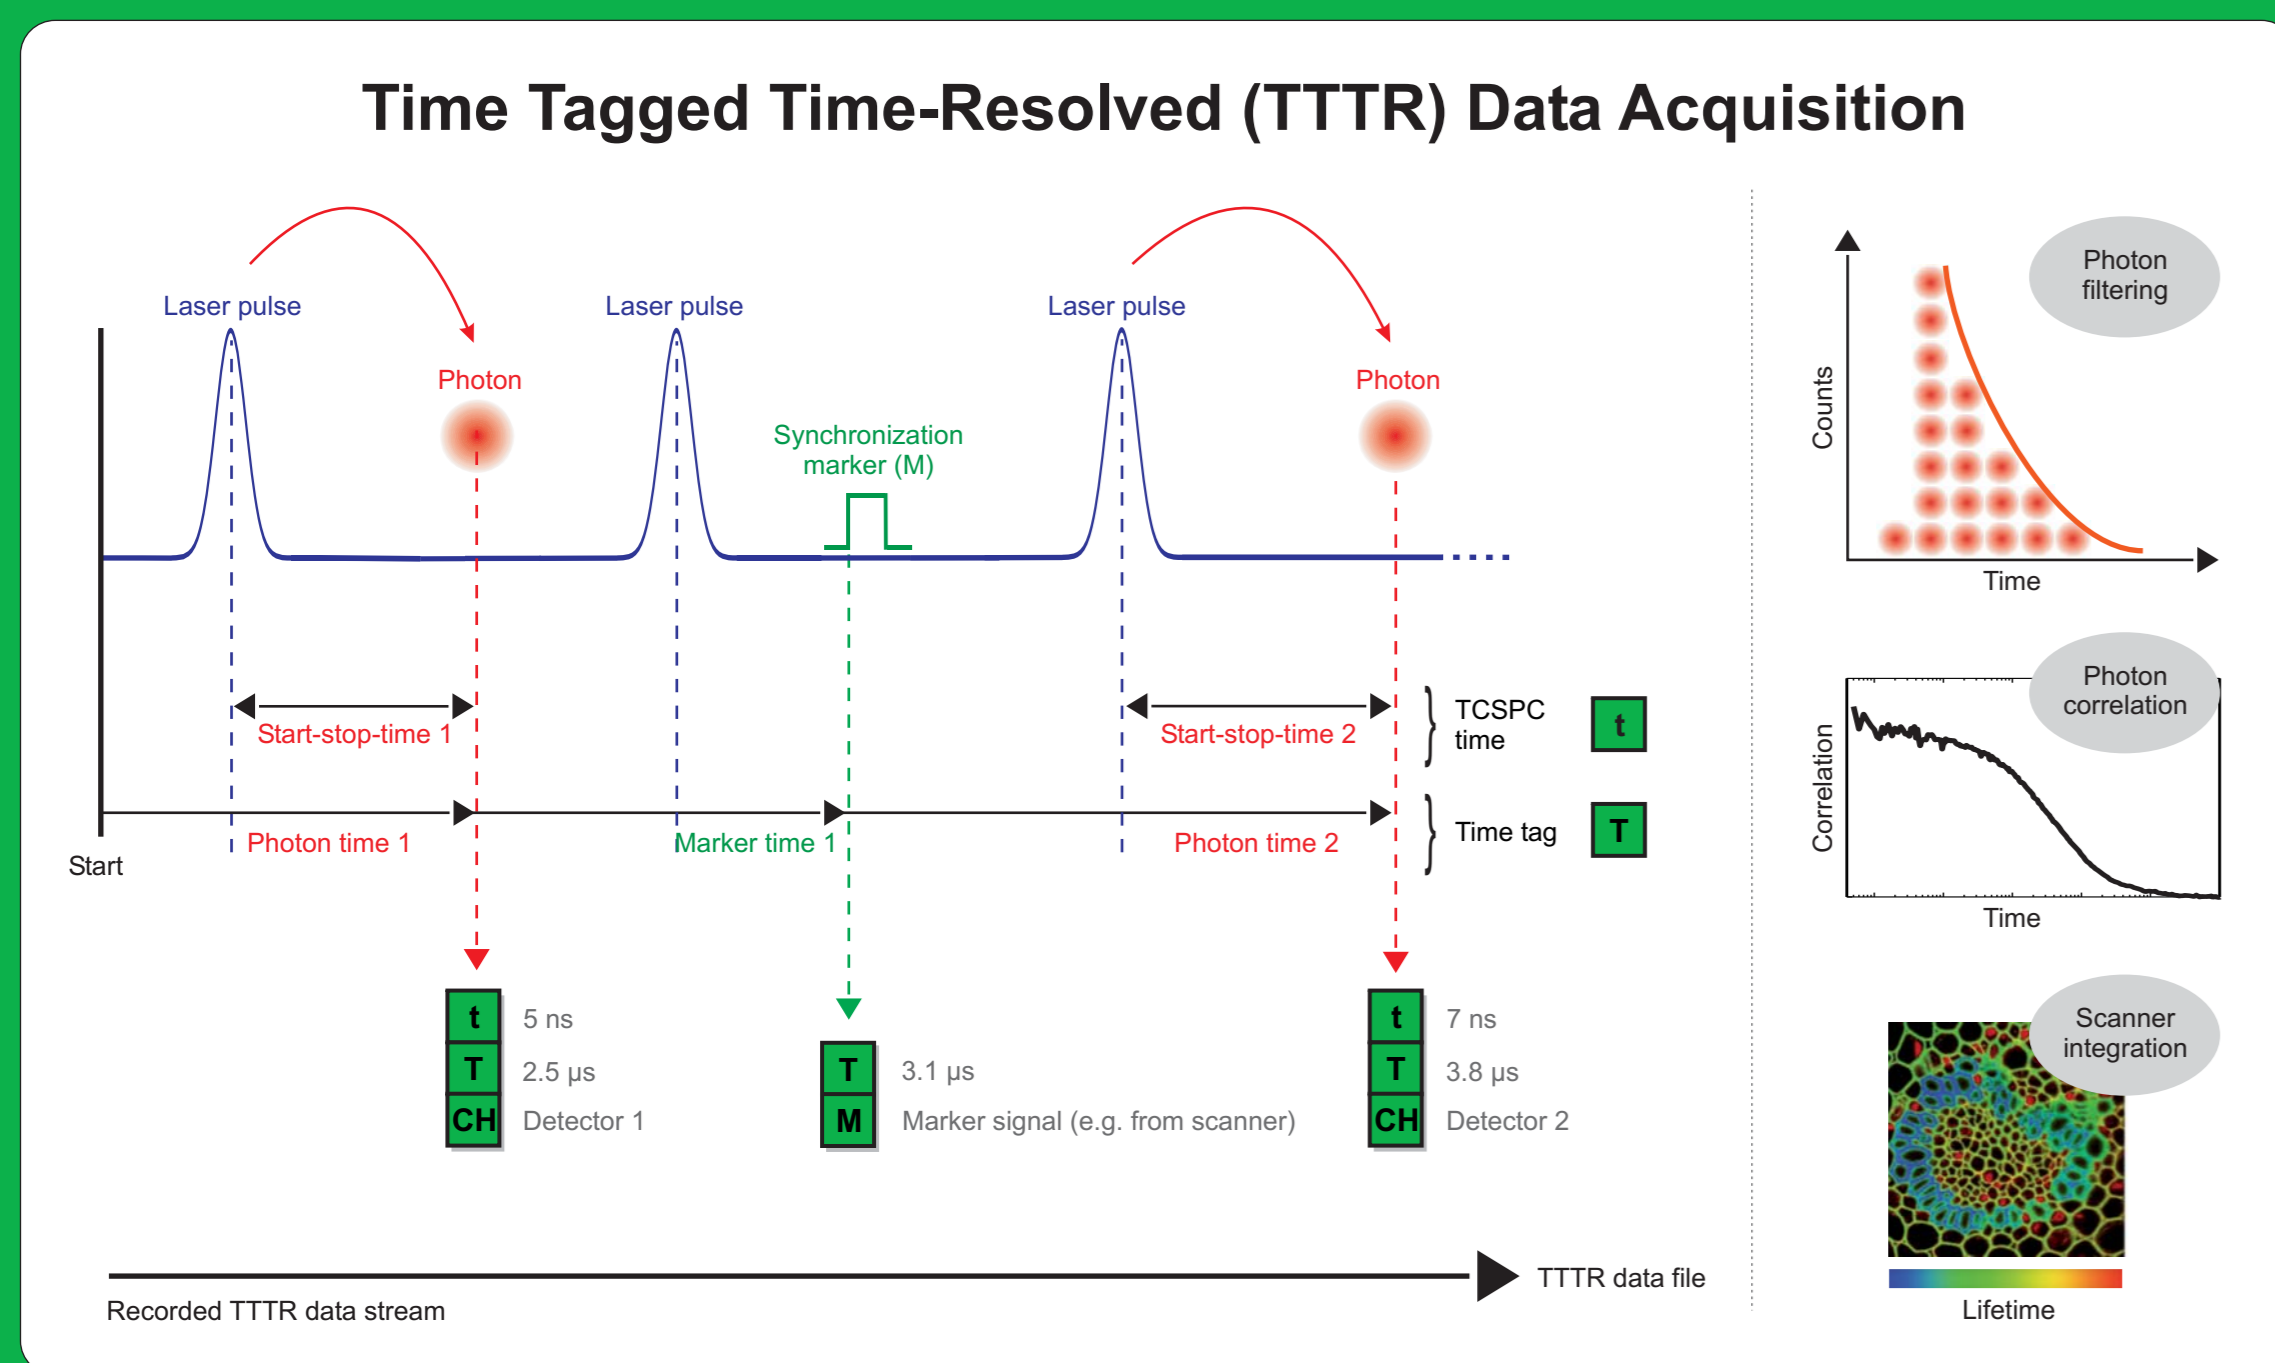 Time Tagged Time-Resolved (TTTR) Data Acquisition
Laser pulse
Laser pulse
Laser pulse
Photon
Photon
Synchronization
marker (M)
Start-stop-time 1
Start-stop-time 2
TCSPC
time
t
Photon time 1
Marker time 1
Photon time 2
Time tag
T
Start
t
5 ns
T
2.5 µs
CH
Detector 1
T
3.1 µs
M
Marker signal (e.g. from scanner)
t
7 ns
T
3.8 µs
CH
Detector 2
TTTR data file
Recorded TTTR data stream
Photon
filtering
Counts
Time
Photon
correlation
Correlation
Time
Scanner
integration
Lifetime